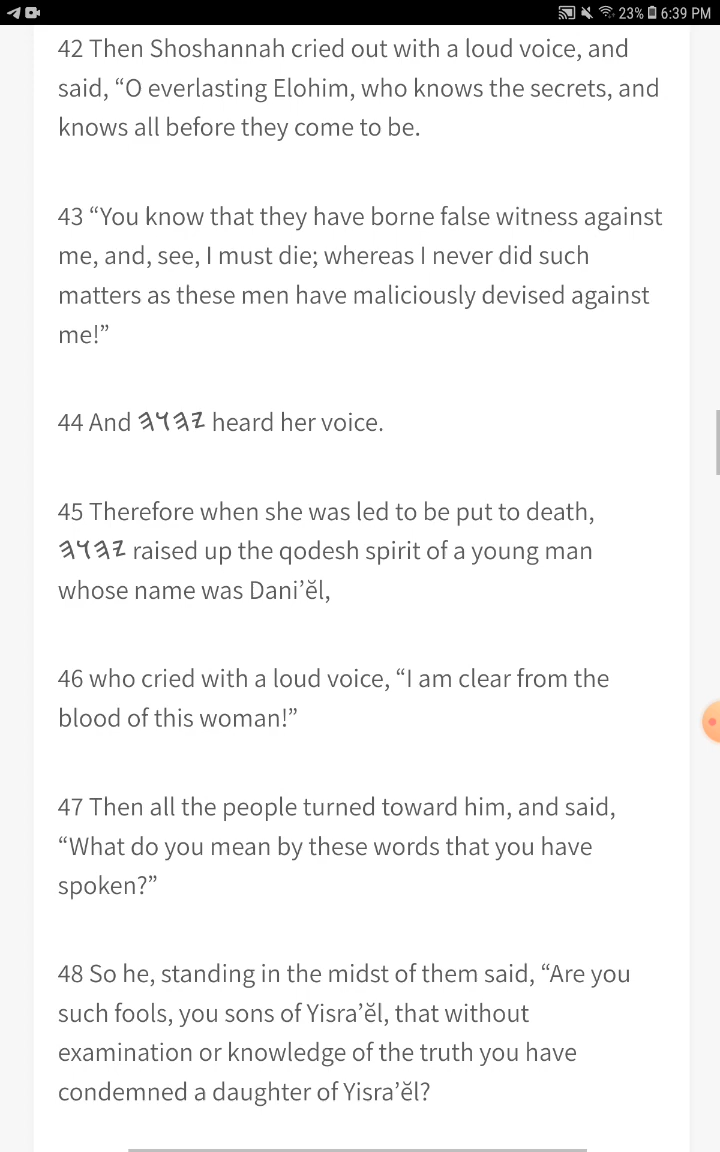 23% 6:39 PM
42 Then Shoshannah cried out with a loud voice, and
said, “O everlasting Elohim, who knows the secrets, and
knows all before they come to be.
43 “You know that they have borne false witness against
me, and, see, I must die; whereas I never did such
matters as these men have maliciously devised against
me!”
44 And 𐤉𐤄𐤅𐤄 heard her voice.
45 Therefore when she was led to be put to death,
𐤉𐤄𐤅𐤄 raised up the qodesh spirit of a young man
whose name was Dani’ĕl,
46 who cried with a loud voice, “I am clear from the
blood of this woman!”
47 Then all the people turned toward him, and said,
“What do you mean by these words that you have
spoken?”
48 So he, standing in the midst of them said, “Are you
such fools, you sons of Yisra’ĕl, that without
examination or knowledge of the truth you have
condemned a daughter of Yisra’ĕl?